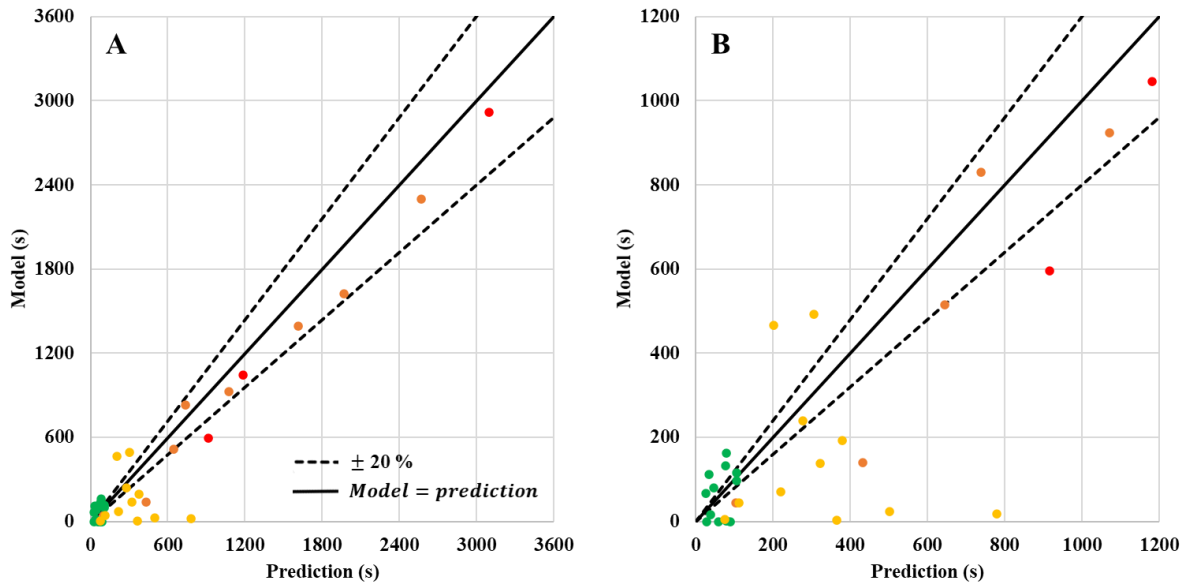 A
3600
3000
2400
1800
1200
600
0
Model (s)
0 600 1200 1800 2400 3000 3600
Prediction (s)
± 20 %
Model = prediction
B
1200
1000
800
600
400
200
0
Model (s)
0 200 400 600 800 1000 1200
Prediction (s)